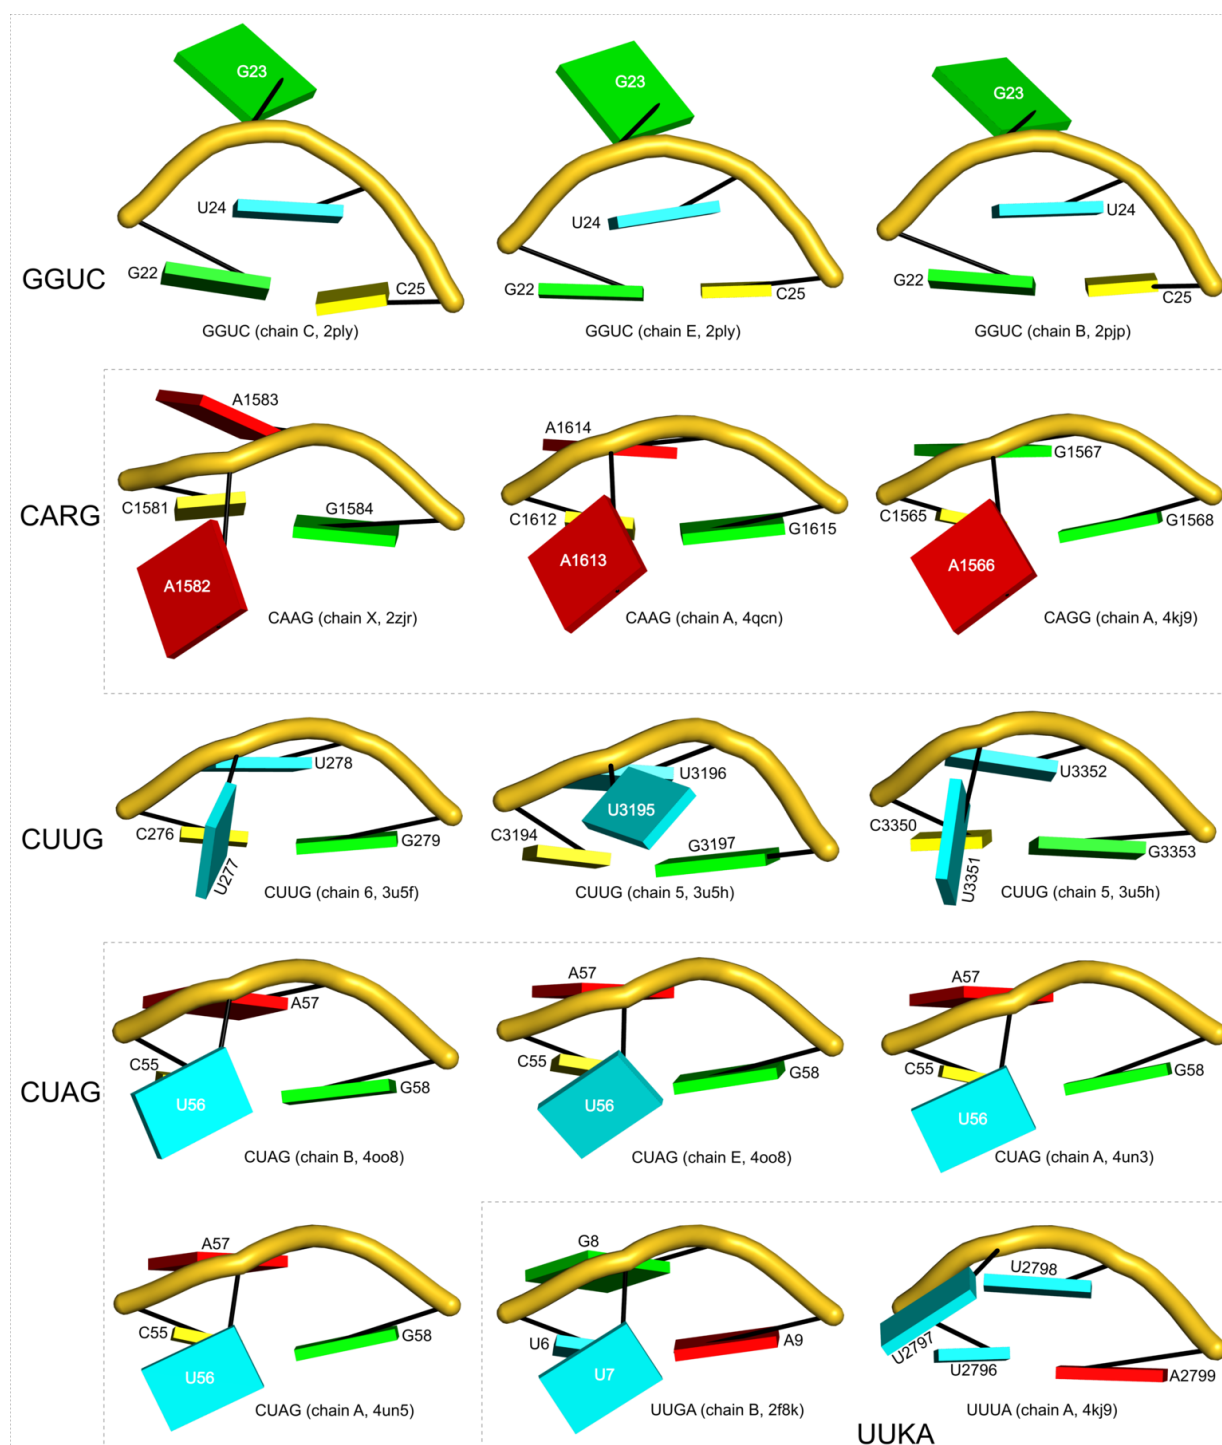 G23
G23
G23
U24
U24
U24
GGUC
G22
C25
G22
C25
G22
C25
GGUC (chain C, 2ply)
GGUC (chain E, 2ply)
GGUC (chain B, 2pjp)
CARG
A1583
A1614
G1567
C1581
G1584
C1612
G1615
C1565
G1568
A1582
A1613
A1566
CAAG (chain X, 2zjr)
CAAG (chain A, 4qcn)
CAGG (chain A, 4kj9)
CUUG
U278
U3196
U3352
C276
U277
G279
C3194
U3195
G3197
C3350
U3351
G3353
CUUG (chain 6, 3u5f)
CUUG (chain 5, 3u5h)
CUUG (chain 5, 3u5h)
CUAG
A57
A57
A57
C55
G58
C55
G58
C55
G58
U56
U56
U56
CUAG (chain B, 4oo8)
CUAG (chain E, 4oo8)
CUAG (chain A, 4un3)
A57
G8
U2798
C55
G58
U6
A9
U2797
U2796
A2799
U56
U7
CUAG (chain A, 4un5)
UUGA (chain B, 2f8k)
UUUA (chain A, 4kj9)
UUKA